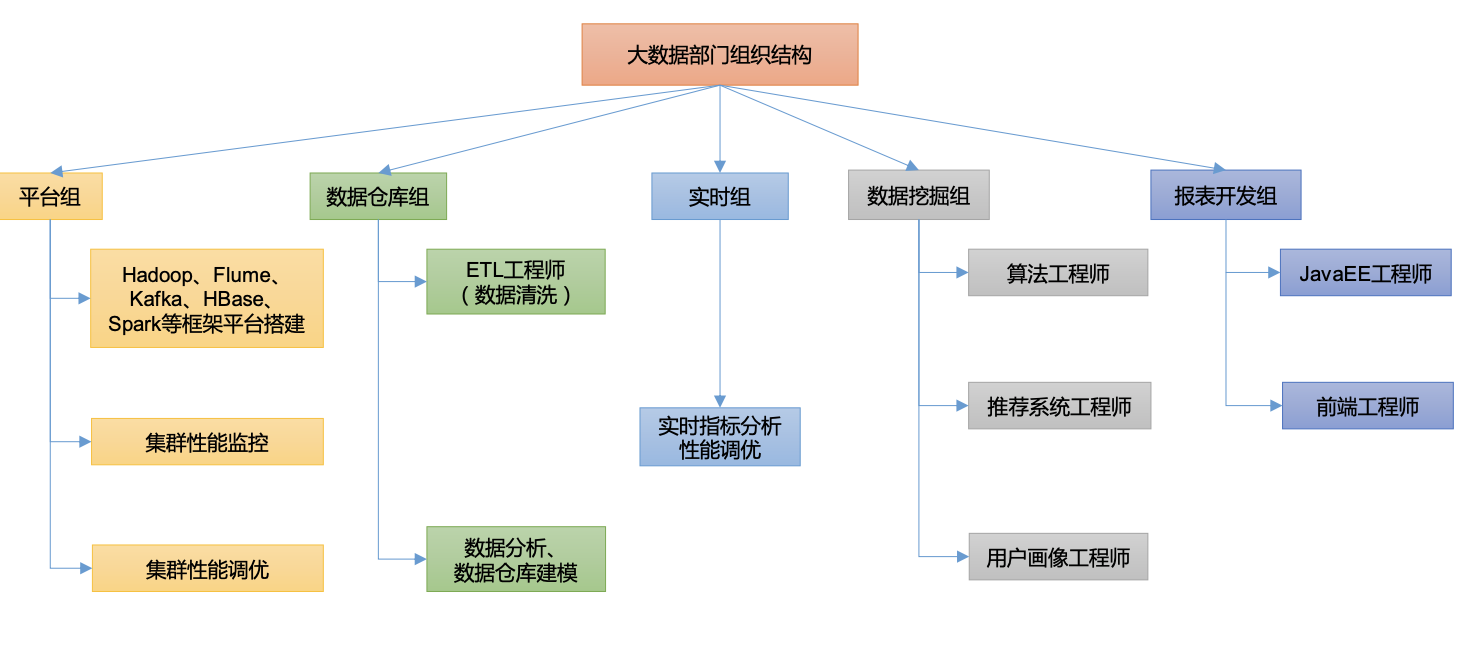 大数据部门组织结构
平台组
Hadoop、Flume、
Kafka、HBase、
Spark等框架平台搭建
集群性能监控
集群性能调优
数据仓库组
ETL工程师
（数据清洗）
数据分析、
数据仓库建模
实时组
实时指标分析
性能调优
数据挖掘组
算法工程师
推荐系统工程师
用户画像工程师
报表开发组
JavaEE工程师
前端工程师